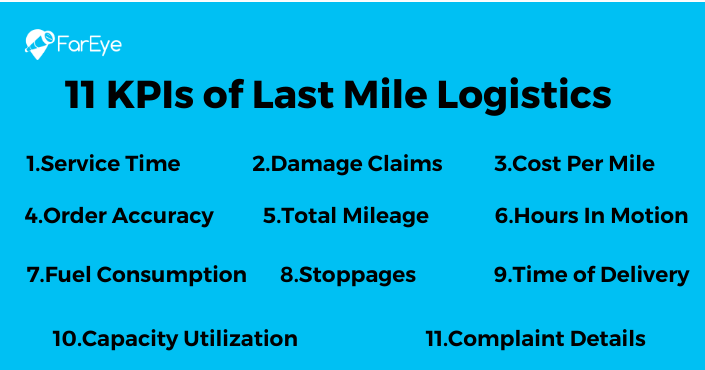 FarEye
11 KPIs of Last Mile Logistics
1.Service Time 2.Damage Claims 3.Cost Per Mile
4.Order Accuracy 5.Total Mileage 6.Hours In Motion
7.Fuel Consumption 8.Stoppages 9.Time of Delivery
10.Capacity Utilization 11.Complaint Details